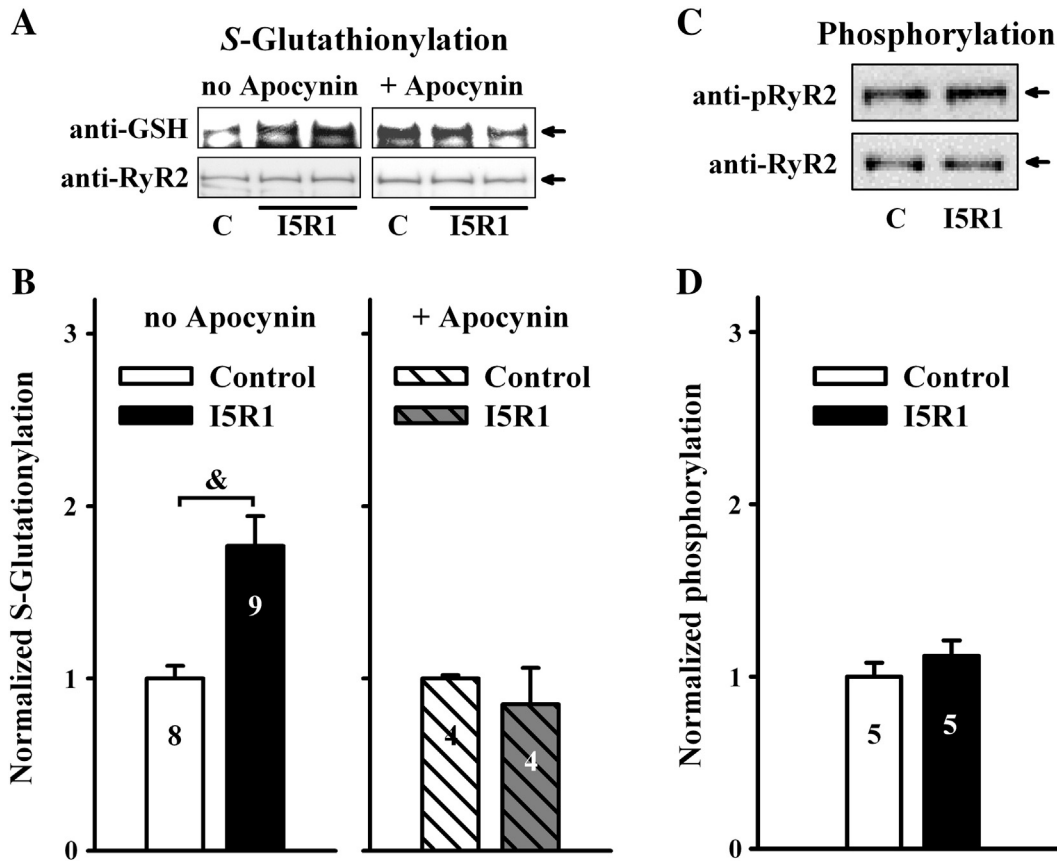 A
S-Glutathionylation
no Apocynin + Apocynin
anti-GSH
anti-RyR2
C I5R1 C I5R1
C
Phosphorylation
anti-pRyR2
anti-RyR2
C I5R1
B
Normalized S-Glutationylation
3
2
1
0
no Apocynin
Control
I5R1
&
8
9
+ Apocynin
Control
I5R1
4
4
D
Normalized phosphorylation
3
2
1
0
Control
I5R1
5
5